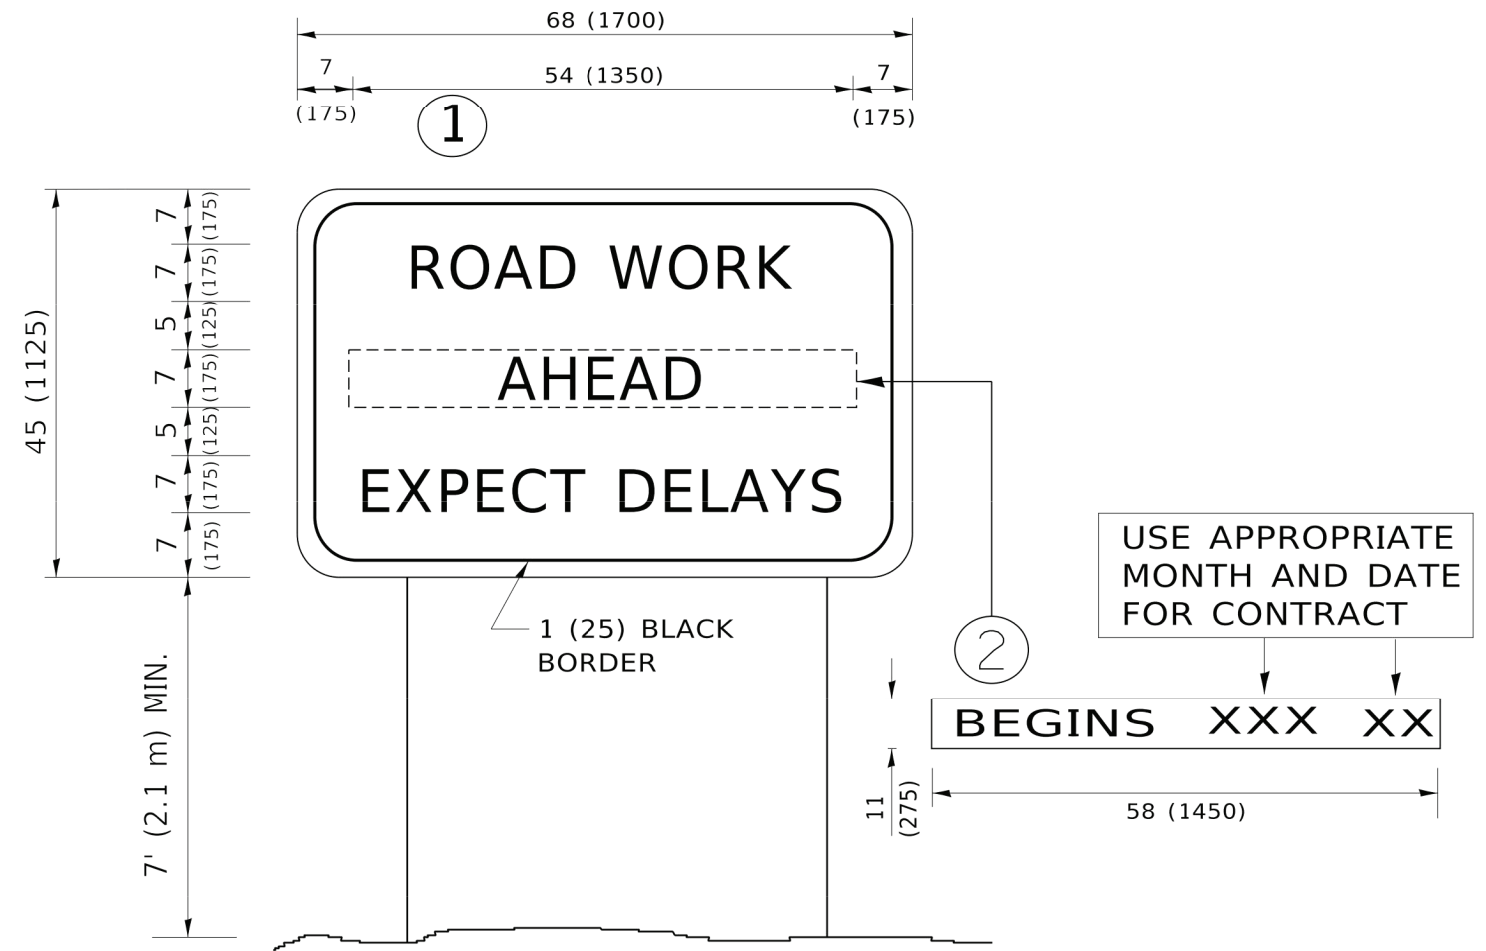 68 (1700)
7
54 (1350)
7
(175)
(175)
1
45 (1125)
7 (175)
7 (175)
5 (125)
7 (175)
5 (125)
7 (175)
7 (175)
ROAD WORK
AHEAD
EXPECT DELAYS
1 (25) BLACK
BORDER
7' (2.1 m) MIN.
2
USE APPROPRIATE
MONTH AND DATE
FOR CONTRACT
BEGINS XXX XX
11
(275)
58 (1450)